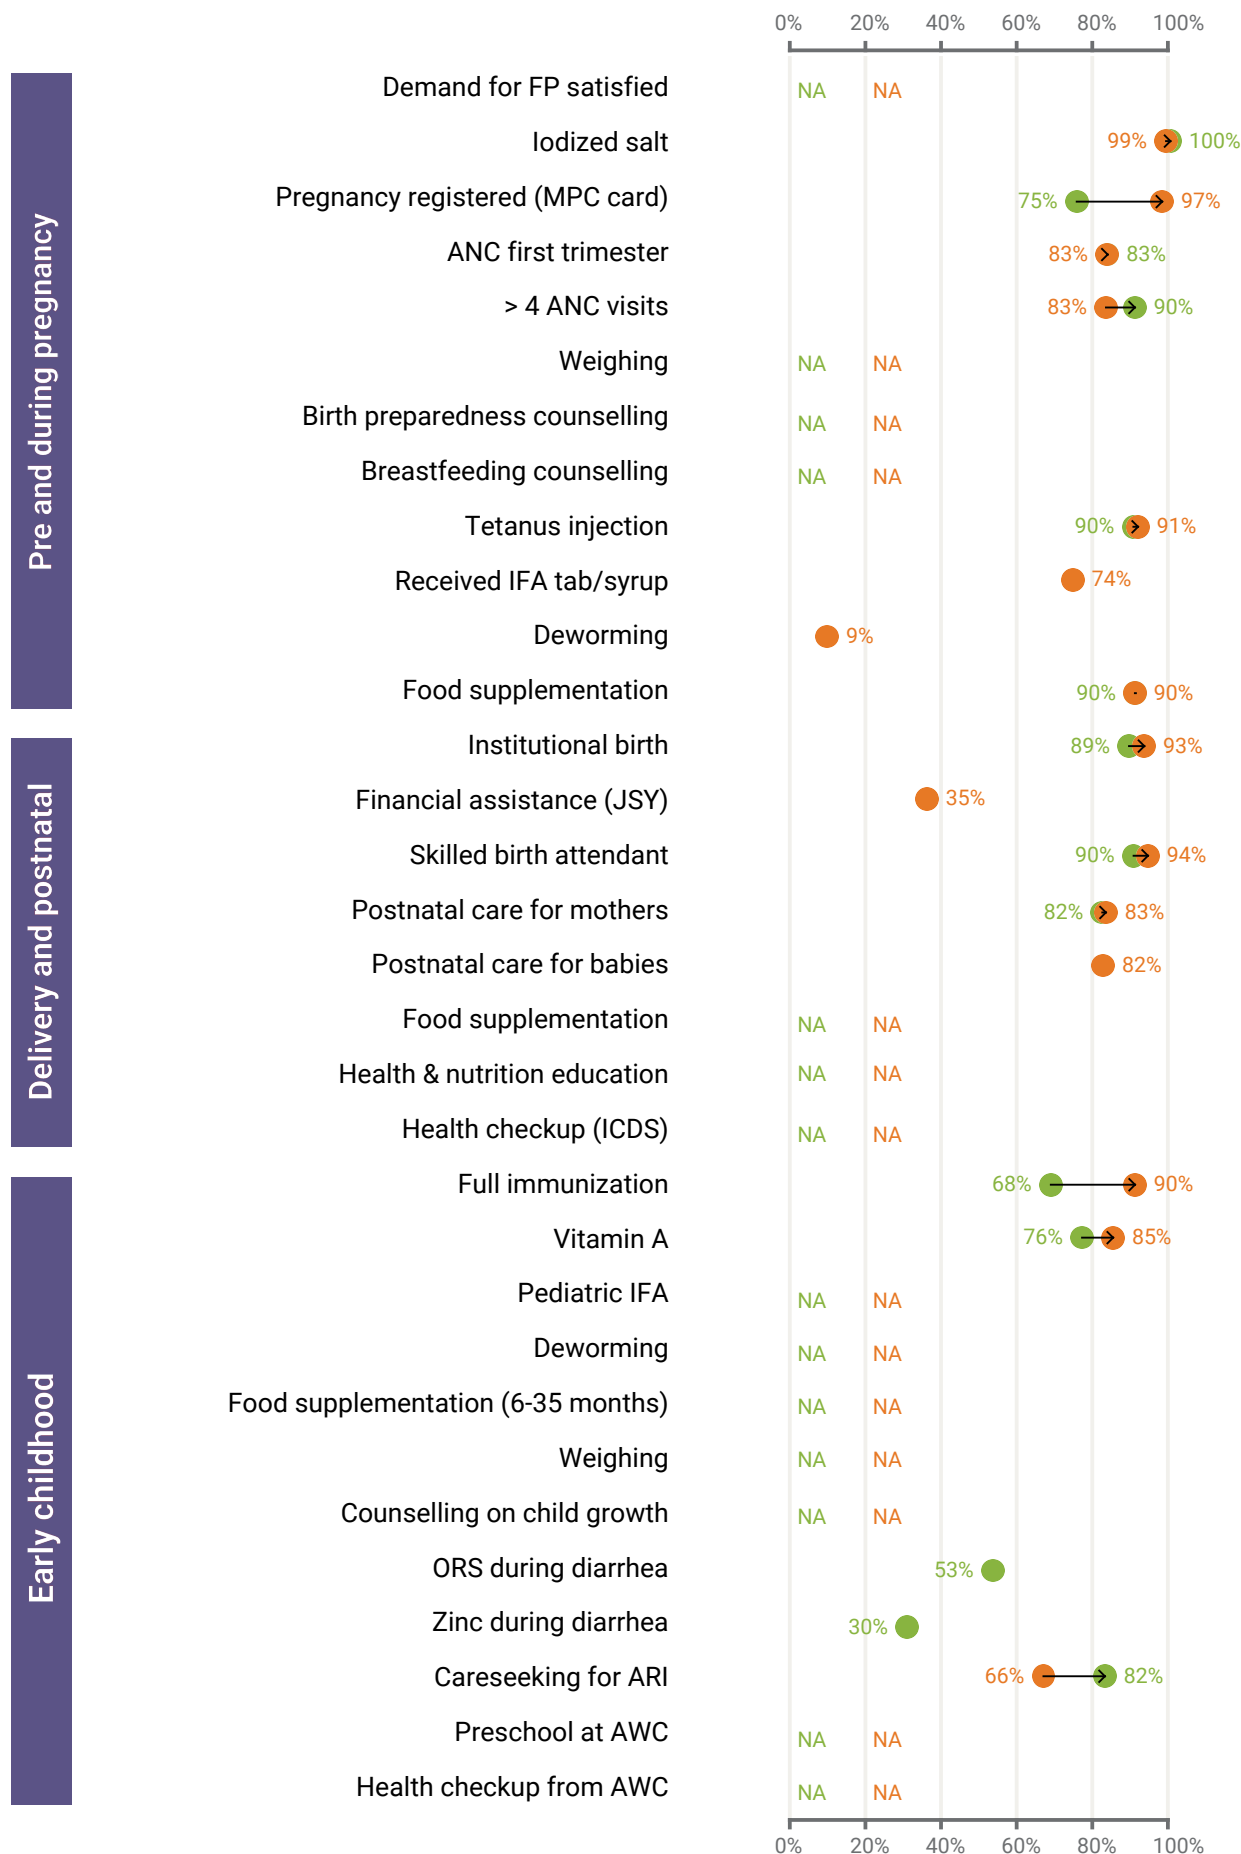 0% 20% 40% 60% 80% 100%
Pre and during pregnancy
Demand for FP satisfied NA NA
Iodized salt 99% 100%
Pregnancy registered (MPC card) 75% 97%
ANC first trimester 83% 83%
> 4 ANC visits 83% 90%
Weighing NA NA
Birth preparedness counselling NA NA
Breastfeeding counselling NA NA
Tetanus injection 90% 91%
Received IFA tab/syrup 74%
Deworming 9%
Food supplementation 90% 90%
Delivery and postnatal
Institutional birth 89% 93%
Financial assistance (JSY) 35%
Skilled birth attendant 90% 94%
Postnatal care for mothers 82% 83%
Postnatal care for babies 82%
Food supplementation NA NA
Health & nutrition education NA NA
Health checkup (ICDS) NA NA
Early childhood
Full immunization 68% 90%
Vitamin A 76% 85%
Pediatric IFA NA NA
Deworming NA NA
Food supplementation (6-35 months) NA NA
Weighing NA NA
Counselling on child growth NA NA
ORS during diarrhea 53%
Zinc during diarrhea 30%
Careseeking for ARI 66% 82%
Preschool at AWC NA NA
Health checkup from AWC NA NA
0% 20% 40% 60% 80% 100%